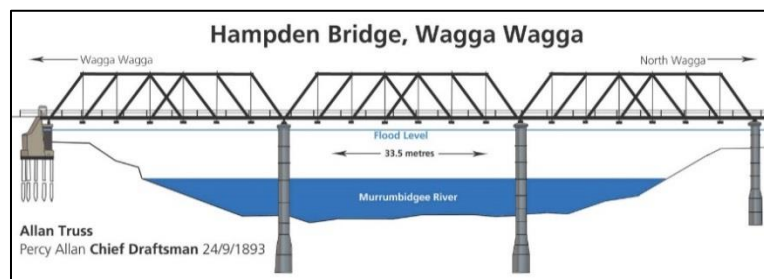 Hampden Bridge, Wagga Wagga
Wagga Wagga
North Wagga
Flood Level
33.5 metres
Murrumbidgee River
Allan Truss
Percy Allan Chief Draftsman 24/9/1893